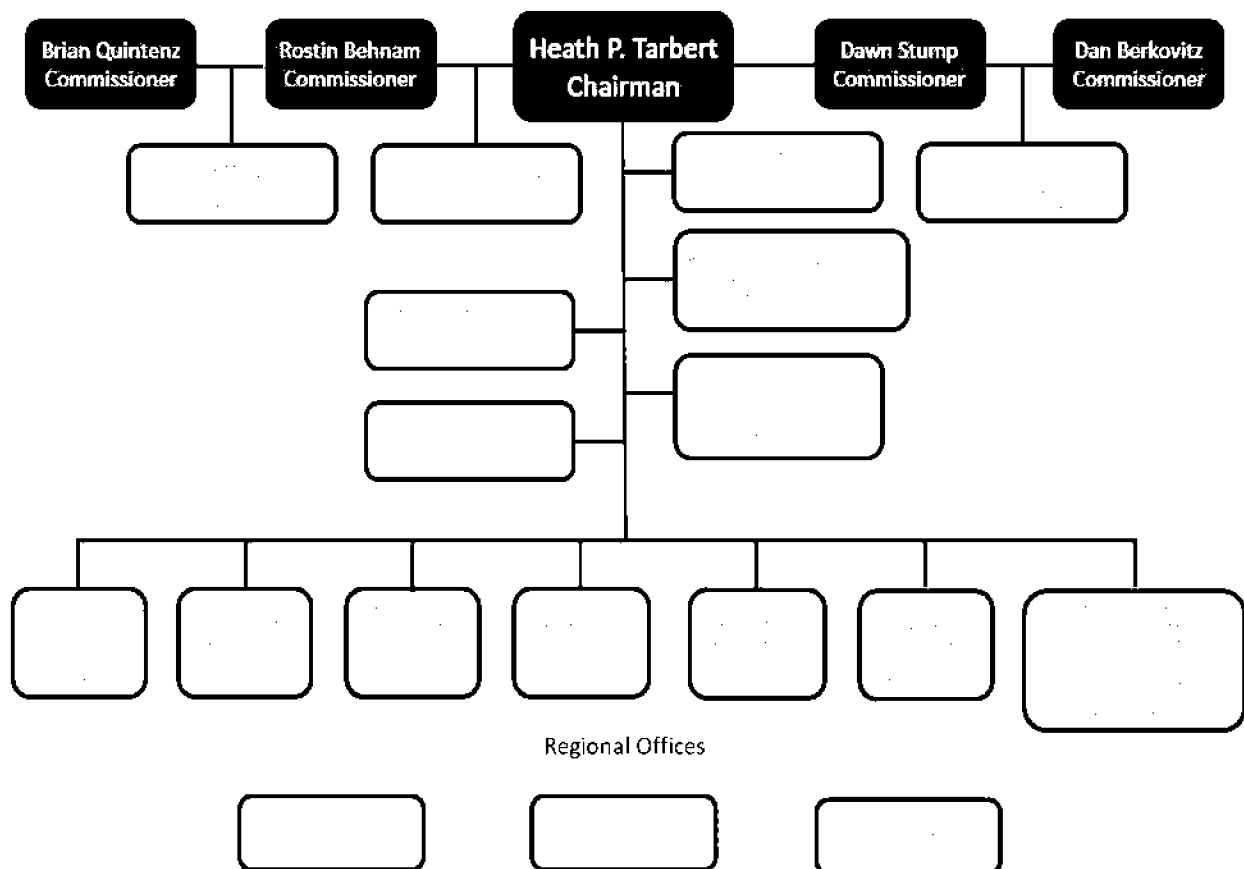 Brian Quintenz
Commissioner
Rostin Behnam
Commissioner
Heath P. Tarbert
Chairman
Dawn Stump
Commissioner
Dan Berkovitz
Commissioner
Regional Offices